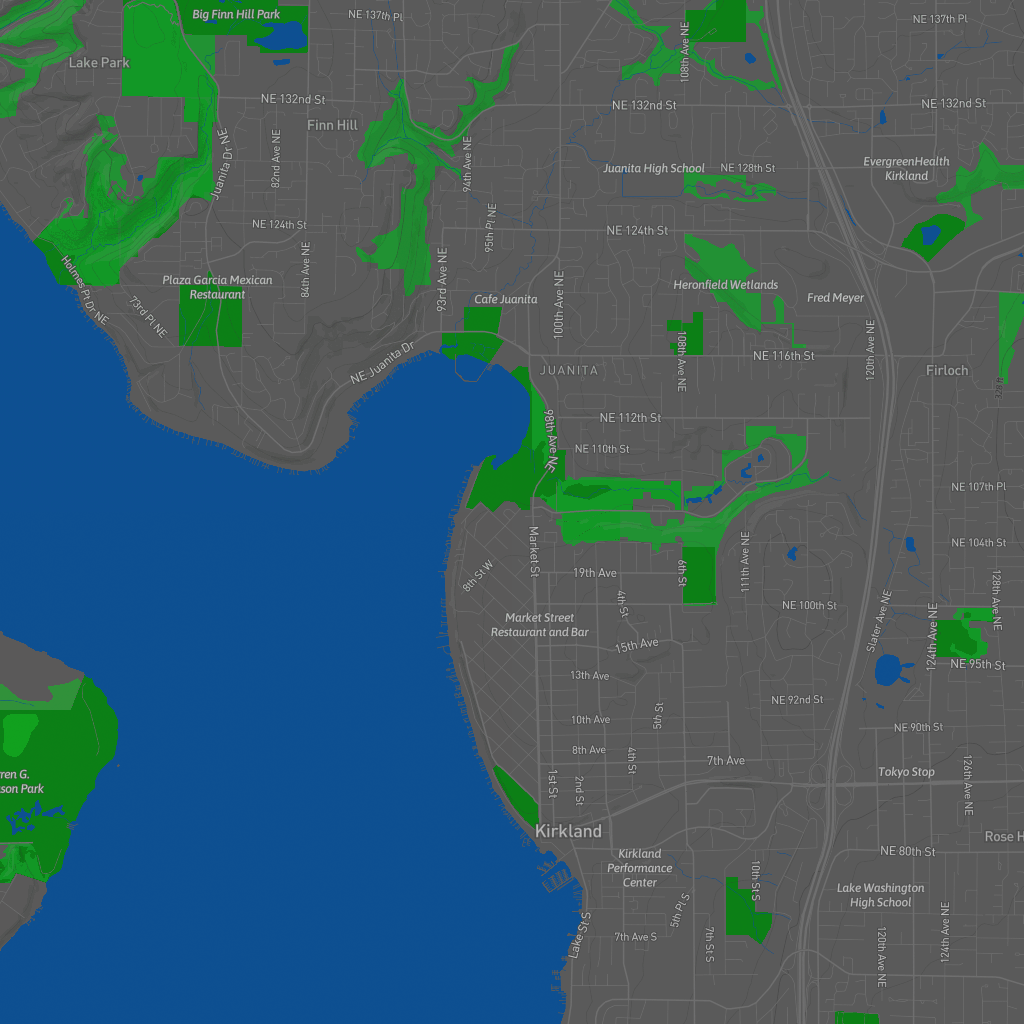 Big Finn Hill Park
NE 137th Pl
NE 137th Pl
108th Ave NE
Lake Park
NE 132nd St
NE 132nd St
NE 132nd St
Finn Hill
Juanita Dr NE
82nd Ave NE
94th Ave NE
Juanita High School
NE 128th St
EvergreenHealth
Kirkland
NE 124th St
95th Pl NE
NE 124th St
Holmes Pt Dr NE
84th Ave NE
93rd Ave NE
Plaza Garcia Mexican
Restaurant
73rd Pl NE
Cafe Juanita
100th Ave NE
Heronfield Wetlands
Fred Meyer
NE Juanita Dr
108th Ave NE
NE 116th St
120th Ave NE
JUANITA
Firloch
98th Ave NE
NE 112th St
NE 110th St
NE 107th Pl
Market St
NE 104th St
8th St W
19th Ave
6th St
111th Ave NE
4th St
NE 100th St
128th Ave NE
Market Street
Restaurant and Bar
Slater Ave NE
124th Ave NE
15th Ave
NE 95th St
13th Ave
NE 92nd St
10th Ave
5th St
NE 90th St
8th Ave
4th St
7th Ave
ren G.
son Park
1st St
2nd St
Tokyo Stop
126th Ave NE
Kirkland
Rose H
NE 80th St
Kirkland
Performance
Center
10th St S
Lake Washington
High School
5th Pl S
Lake St S
7th Ave S
7th St S
120th Ave NE
124th Ave NE